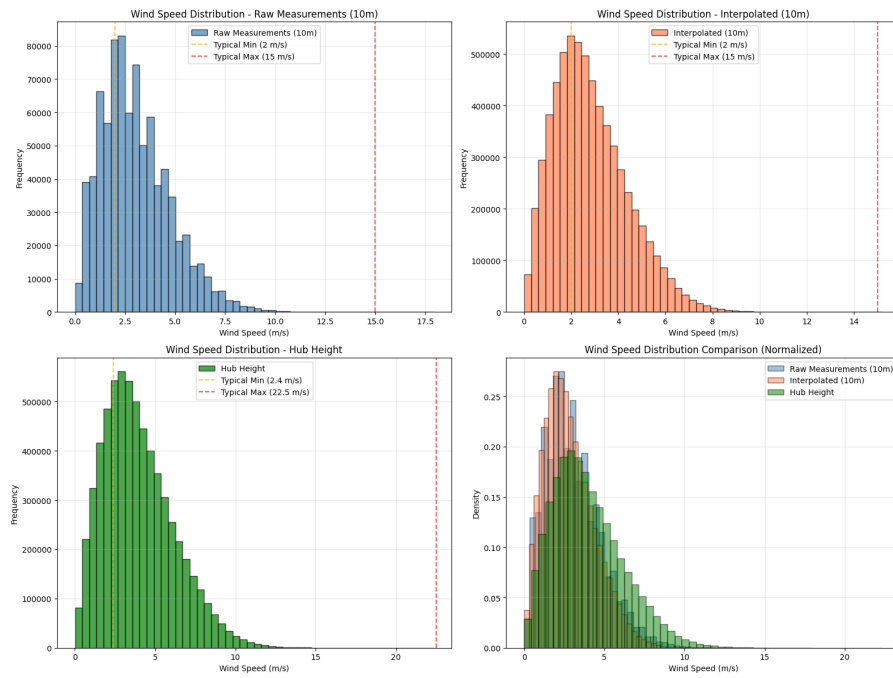 Wind Speed Distribution - Raw Measurements (10m)
Raw Measurements (10m)
Typical Min (2 m/s)
Typical Max (15 m/s)
Frequency
80000
70000
60000
50000
40000
30000
20000
10000
0
0.0 2.5 5.0 7.5 10.0 12.5 15.0 17.5
Wind Speed (m/s)
Wind Speed Distribution - Interpolated (10m)
Interpolated (10m)
Typical Min (2 m/s)
Typical Max (15 m/s)
Frequency
500000
400000
300000
200000
100000
0
0 2 4 6 8 10 12 14
Wind Speed (m/s)
Wind Speed Distribution - Hub Height
Hub Height
Typical Min (2.4 m/s)
Typical Max (22.5 m/s)
Frequency
500000
400000
300000
200000
100000
0
0 5 10 15 20
Wind Speed (m/s)
Wind Speed Distribution Comparison (Normalized)
Raw Measurements (10m)
Interpolated (10m)
Hub Height
Density
0.25
0.20
0.15
0.10
0.05
0.00
0 5 10 15 20
Wind Speed (m/s)